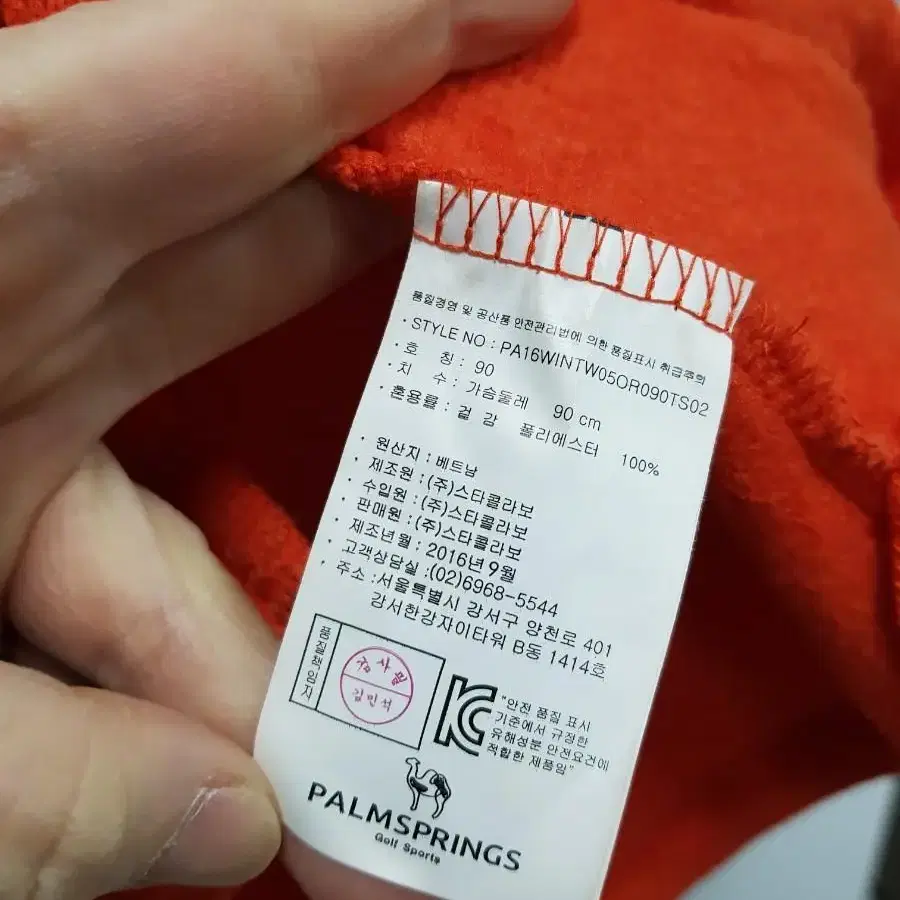 품질경영 및 공산품 안전관리법에 의한 품질표시 취급주의
· STYLE NO : PA16WINTW05OR090TS02
· 호 칭 : 90
· 치 수 : 가슴둘레 90 cm
· 혼용률 : 겉 감 폴리에스터 100%
· 원산지 : 베트남
· 제조원 : (주)스타콜라보
· 수입원 : (주)스타콜라보
· 판매원 : (주)스타콜라보
· 제조년월 : 2016년 9월
· 고객상담실 : (02)6968-5544
· 주소 : 서울특별시 강서구 양천로 401
강서한강자이타워 B동 1414호
품질책임자
검사필
김민석
"안전 품질 표시
기준에서 규정한
유해성분 안전요건에
적합한 제품임"
PALMSPRINGS
Golf Sports